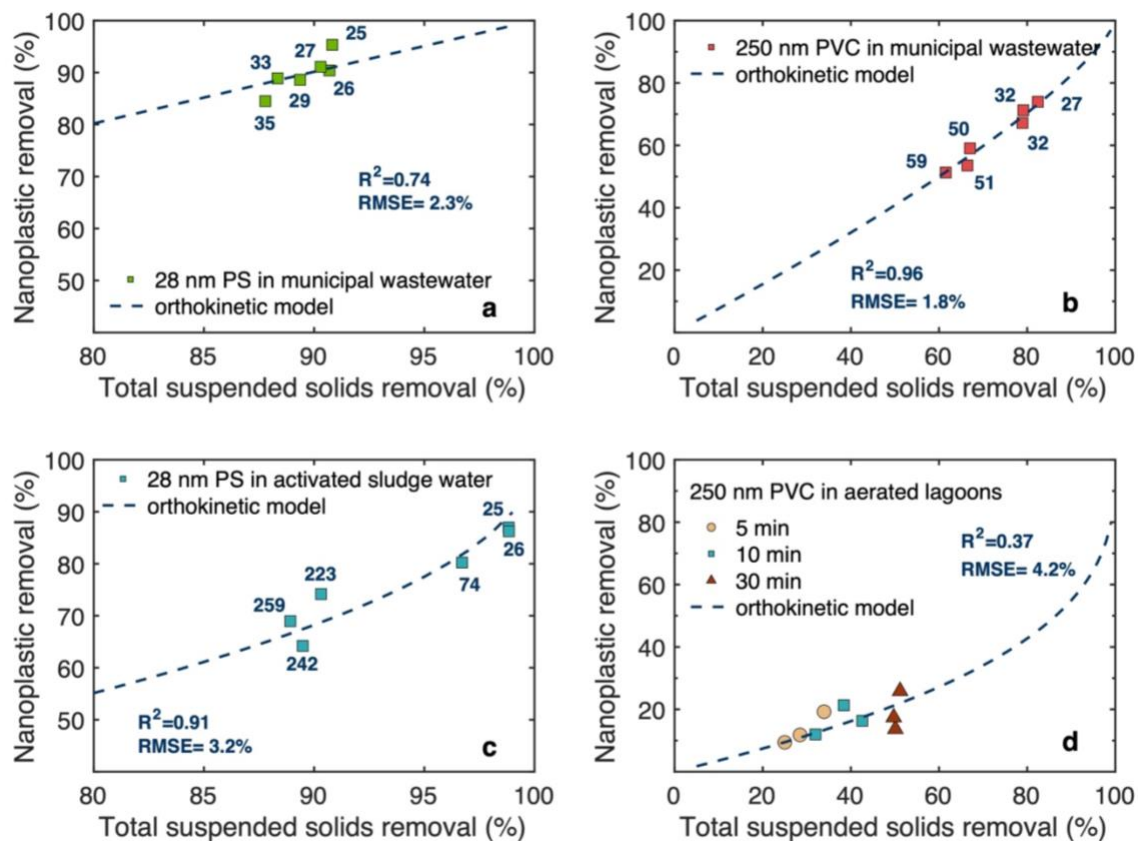 Nanoplastic removal (%)
100
90
80
70
60
50
25
27
33
26
29
35
R²=0.74
RMSE= 2.3%
28 nm PS in municipal wastewater
orthokinetic model
a
80 85 90 95 100
Total suspended solids removal (%)
Nanoplastic removal (%)
100
80
60
40
20
250 nm PVC in municipal wastewater
orthokinetic model
32
27
50
32
59
51
R²=0.96
RMSE= 1.8%
b
0 20 40 60 80 100
Total suspended solids removal (%)
Nanoplastic removal (%)
100
90
80
70
60
50
28 nm PS in activated sludge water
orthokinetic model
25
26
223
74
259
242
R²=0.91
RMSE= 3.2%
c
80 85 90 95 100
Total suspended solids removal (%)
Nanoplastic removal (%)
100
80
60
40
20
250 nm PVC in aerated lagoons
5 min
10 min
30 min
orthokinetic model
R²=0.37
RMSE= 4.2%
d
0 20 40 60 80 100
Total suspended solids removal (%)